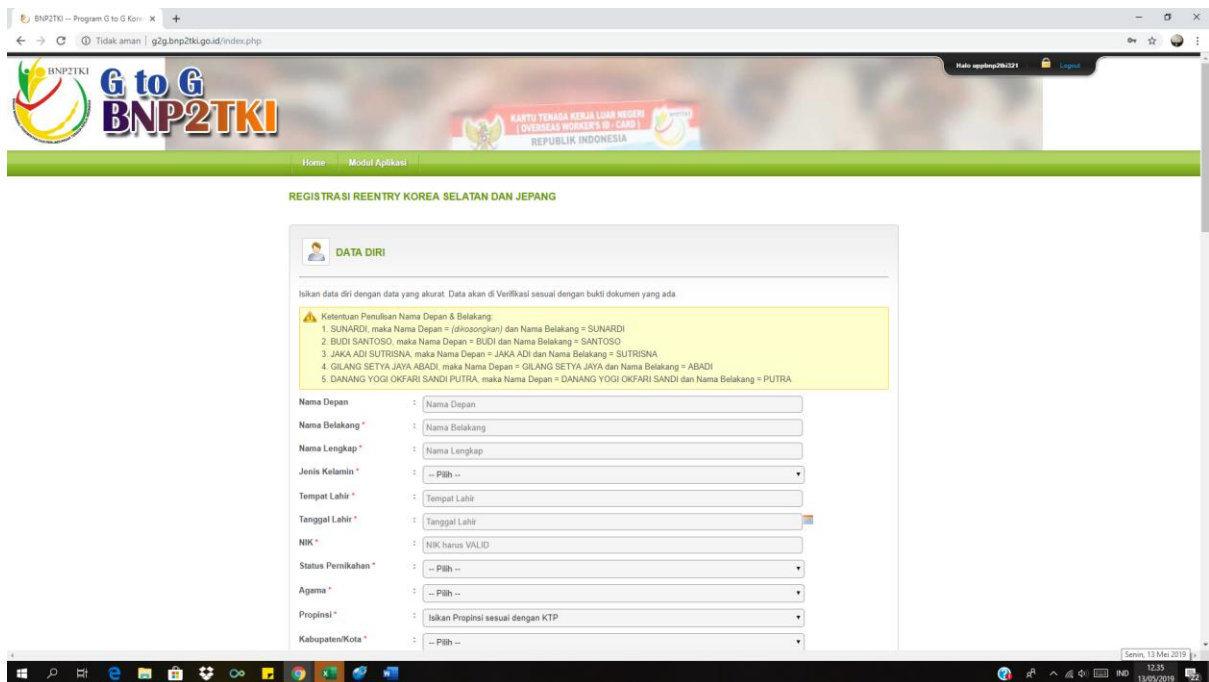 BNP2TKI -- Program G to G Kore
Tidak aman | g2g.bnp2tki.go.id/index.php
BNP2TKI
G to G
BNP2TKI
KARTU TENAGA KERJA LUAR NEGERI
( OVERSEAS WORKER'S ID - CARD )
REPUBLIK INDONESIA
Logout
Home Modul Aplikasi
REGISTRASI REENTRY KOREA SELATAN DAN JEPANG
DATA DIRI
Isikan data diri dengan data yang akurat. Data akan di Verifikasi sesuai dengan bukti dokumen yang ada.
Ketentuan Penulisan Nama Depan & Belakang:
1. SUNARDI, maka Nama Depan = (dikosongkan) dan Nama Belakang = SUNARDI
2. BUDI SANTOSO, maka Nama Depan = BUDI dan Nama Belakang = SANTOSO
3. JAKA ADI SUTRISNA, maka Nama Depan = JAKA ADI dan Nama Belakang = SUTRISNA
4. GILANG SETYA JAYA ABADI, maka Nama Depan = GILANG SETYA JAYA dan Nama Belakang = ABADI
5. DANANG YOGI OKFARI SANDI PUTRA, maka Nama Depan = DANANG YOGI OKFARI SANDI dan Nama Belakang = PUTRA
Nama Depan : Nama Depan
Nama Belakang * : Nama Belakang
Nama Lengkap * : Nama Lengkap
Jenis Kelamin * : -- Pilih --
Tempat Lahir * : Tempat Lahir
Tanggal Lahir * : Tanggal Lahir
NIK * : NIK harus VALID
Status Pernikahan * : -- Pilih --
Agama * : -- Pilih --
Propinsi * : Isikan Propinsi sesuai dengan KTP
Kabupaten/Kota * : -- Pilih --
Senin, 13 Mei 2019
IND
12.35
13/05/2019
22